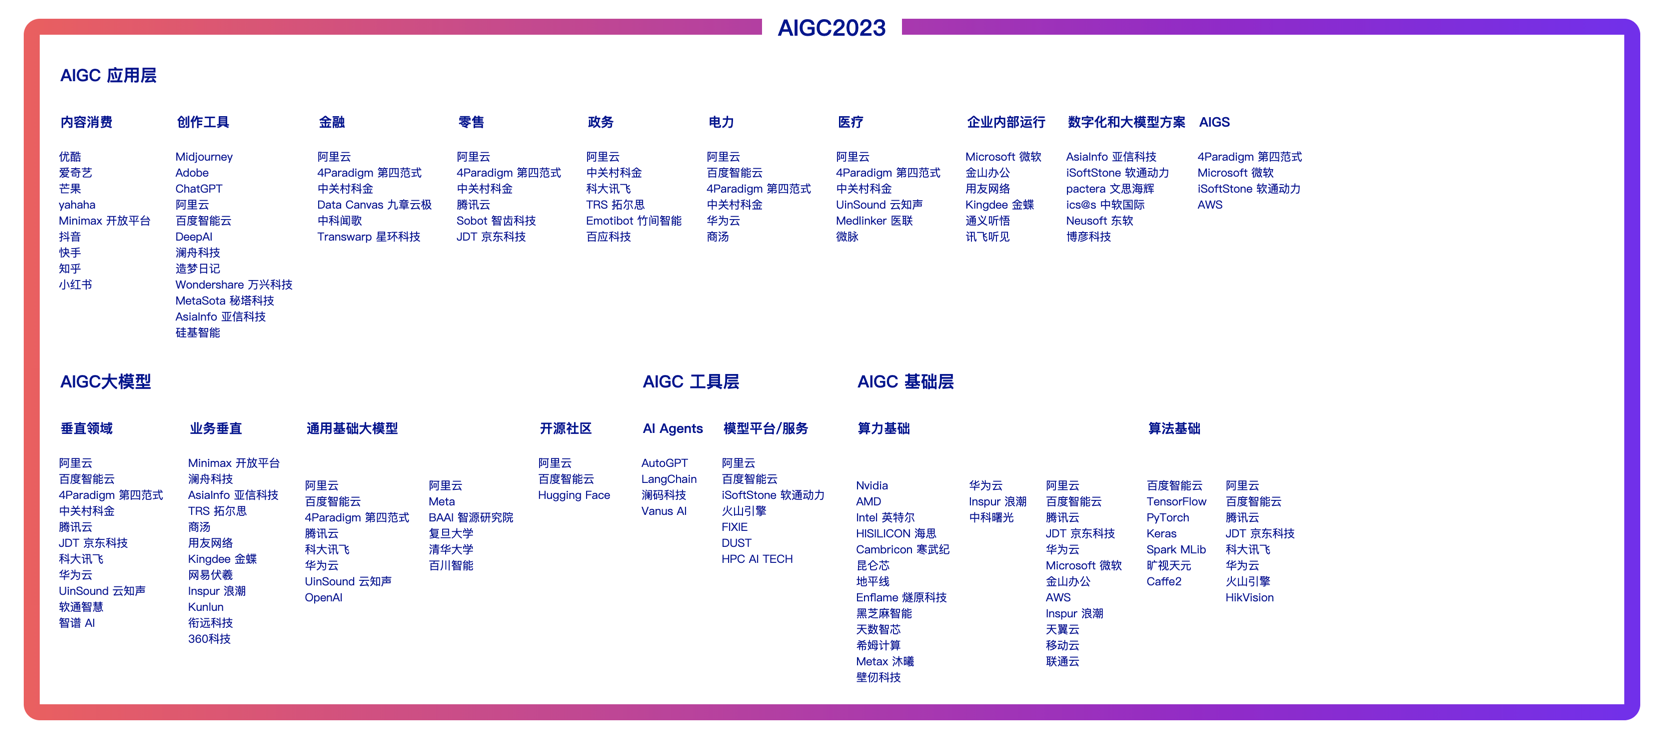 AIGC2023
AIGC 应用层
内容消费
优酷
爱奇艺
芒果
yahaha
Minimax 开放平台
抖音
快手
知乎
小红书
创作工具
Midjourney
Adobe
ChatGPT
阿里云
百度智能云
DeepAI
澜舟科技
造梦日记
Wondershare 万兴科技
MetaSota 秘塔科技
AsiaInfo 亚信科技
硅基智能
金融
阿里云
4Paradigm 第四范式
中关村科金
Data Canvas 九章云极
中科闻歌
Transwarp 星环科技
零售
阿里云
4Paradigm 第四范式
中关村科金
腾讯云
Sobot 智齿科技
JDT 京东科技
政务
阿里云
中关村科金
科大讯飞
TRS 拓尔思
Emotibot 竹间智能
百应科技
电力
阿里云
百度智能云
4Paradigm 第四范式
中关村科金
华为云
商汤
医疗
阿里云
4Paradigm 第四范式
中关村科金
UinSound 云知声
Medlinker 医联
微脉
企业内部运行
Microsoft 微软
金山办公
用友网络
Kingdee 金蝶
通义听悟
讯飞听见
数字化和大模型方案
AsiaInfo 亚信科技
iSoftStone 软通动力
pactera 文思海辉
ics@s 中软国际
Neusoft 东软
博彦科技
AIGS
4Paradigm 第四范式
Microsoft 微软
iSoftStone 软通动力
AWS
AIGC大模型
垂直领域
阿里云
百度智能云
4Paradigm 第四范式
中关村科金
腾讯云
JDT 京东科技
科大讯飞
华为云
UinSound 云知声
软通智慧
智谱 AI
业务垂直
Minimax 开放平台
澜舟科技
AsiaInfo 亚信科技
TRS 拓尔思
商汤
用友网络
Kingdee 金蝶
网易伏羲
Inspur 浪潮
Kunlun
衔远科技
360科技
通用基础大模型
阿里云
百度智能云
4Paradigm 第四范式
腾讯云
科大讯飞
华为云
UinSound 云知声
OpenAI
阿里云
Meta
BAAI 智源研究院
复旦大学
清华大学
百川智能
开源社区
阿里云
百度智能云
Hugging Face
AIGC 工具层
AI Agents
AutoGPT
LangChain
澜码科技
Vanus AI
模型平台/服务
阿里云
百度智能云
iSoftStone 软通动力
火山引擎
FIXIE
DUST
HPC AI TECH
AIGC 基础层
算力基础
Nvidia
AMD
Intel 英特尔
HISILICON 海思
Cambricon 寒武纪
昆仑芯
地平线
Enflame 燧原科技
黑芝麻智能
天数智芯
希姆计算
Metax 沐曦
壁仞科技
华为云
Inspur 浪潮
中科曙光
阿里云
百度智能云
腾讯云
JDT 京东科技
华为云
Microsoft 微软
金山办公
AWS
Inspur 浪潮
天翼云
移动云
联通云
算法基础
百度智能云
TensorFlow
PyTorch
Keras
Spark MLib
旷视天元
Caffe2
阿里云
百度智能云
腾讯云
JDT 京东科技
科大讯飞
华为云
火山引擎
HikVision